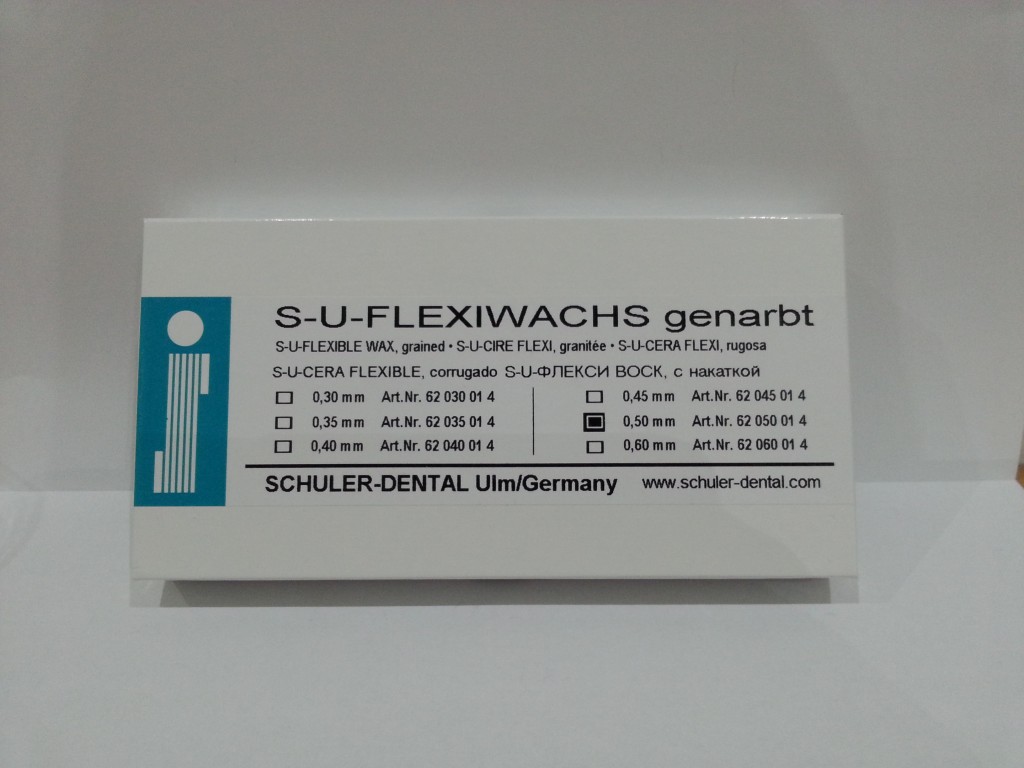 S-U-FLEXIWACHS genarbt
S-U-FLEXIBLE WAX, grained • S-U-CIRE FLEXI, granitée • S-U-CERA FLEXI, rugosa
S-U-CERA FLEXIBLE, corrugado S-U-ФЛЕКСИ ВОСК, с накаткой
0,30 mm Art.Nr. 62 030 01 4
0,35 mm Art.Nr. 62 035 01 4
0,40 mm Art.Nr. 62 040 01 4
0,45 mm Art.Nr. 62 045 01 4
0,50 mm Art.Nr. 62 050 01 4
0,60 mm Art.Nr. 62 060 01 4
SCHULER-DENTAL Ulm/Germany www.schuler-dental.com